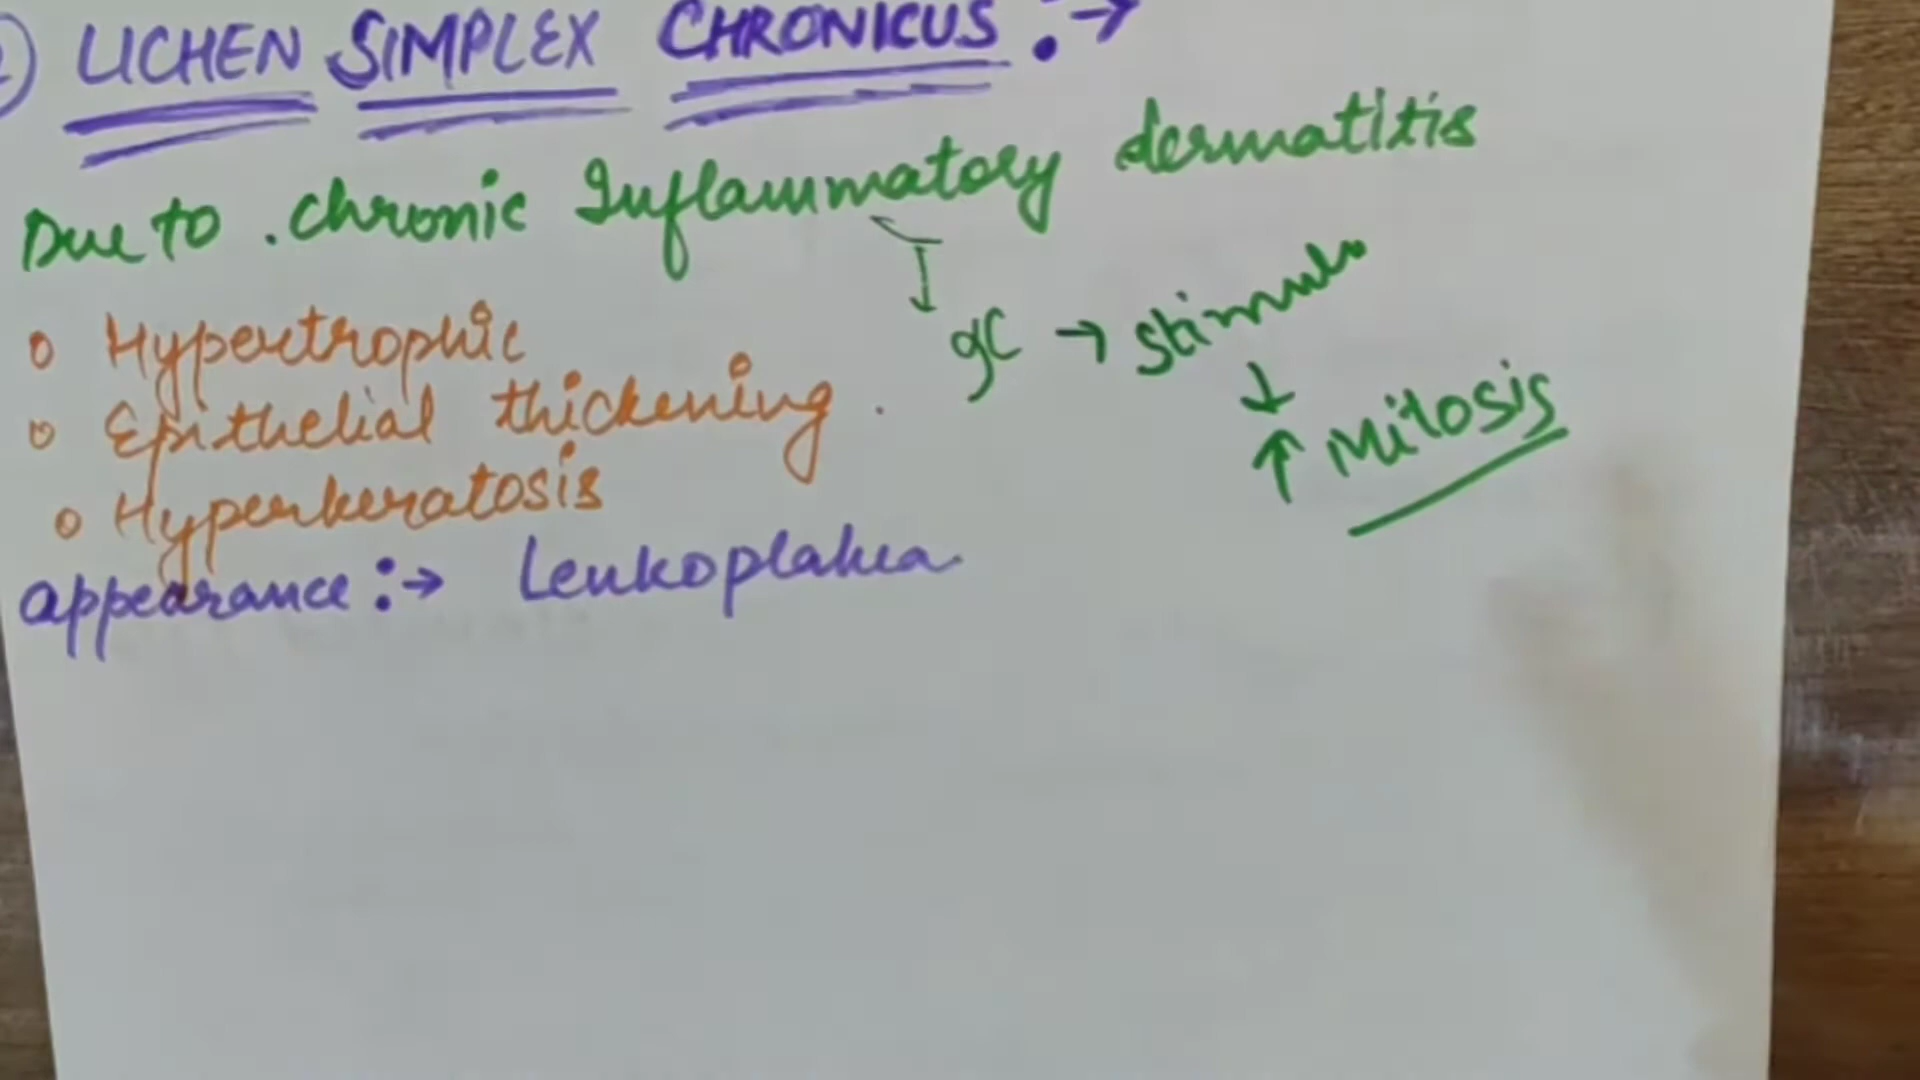 LICHEN SIMPLEX CHRONICUS :→
Due to . chronic Inflammatory dermatitis
↓
gC → stimul
↓
↑ Mitosis
o Hypertrophic
o Epithelial thickening .
o Hyperkeratosis
appearance :→ Leukoplakia